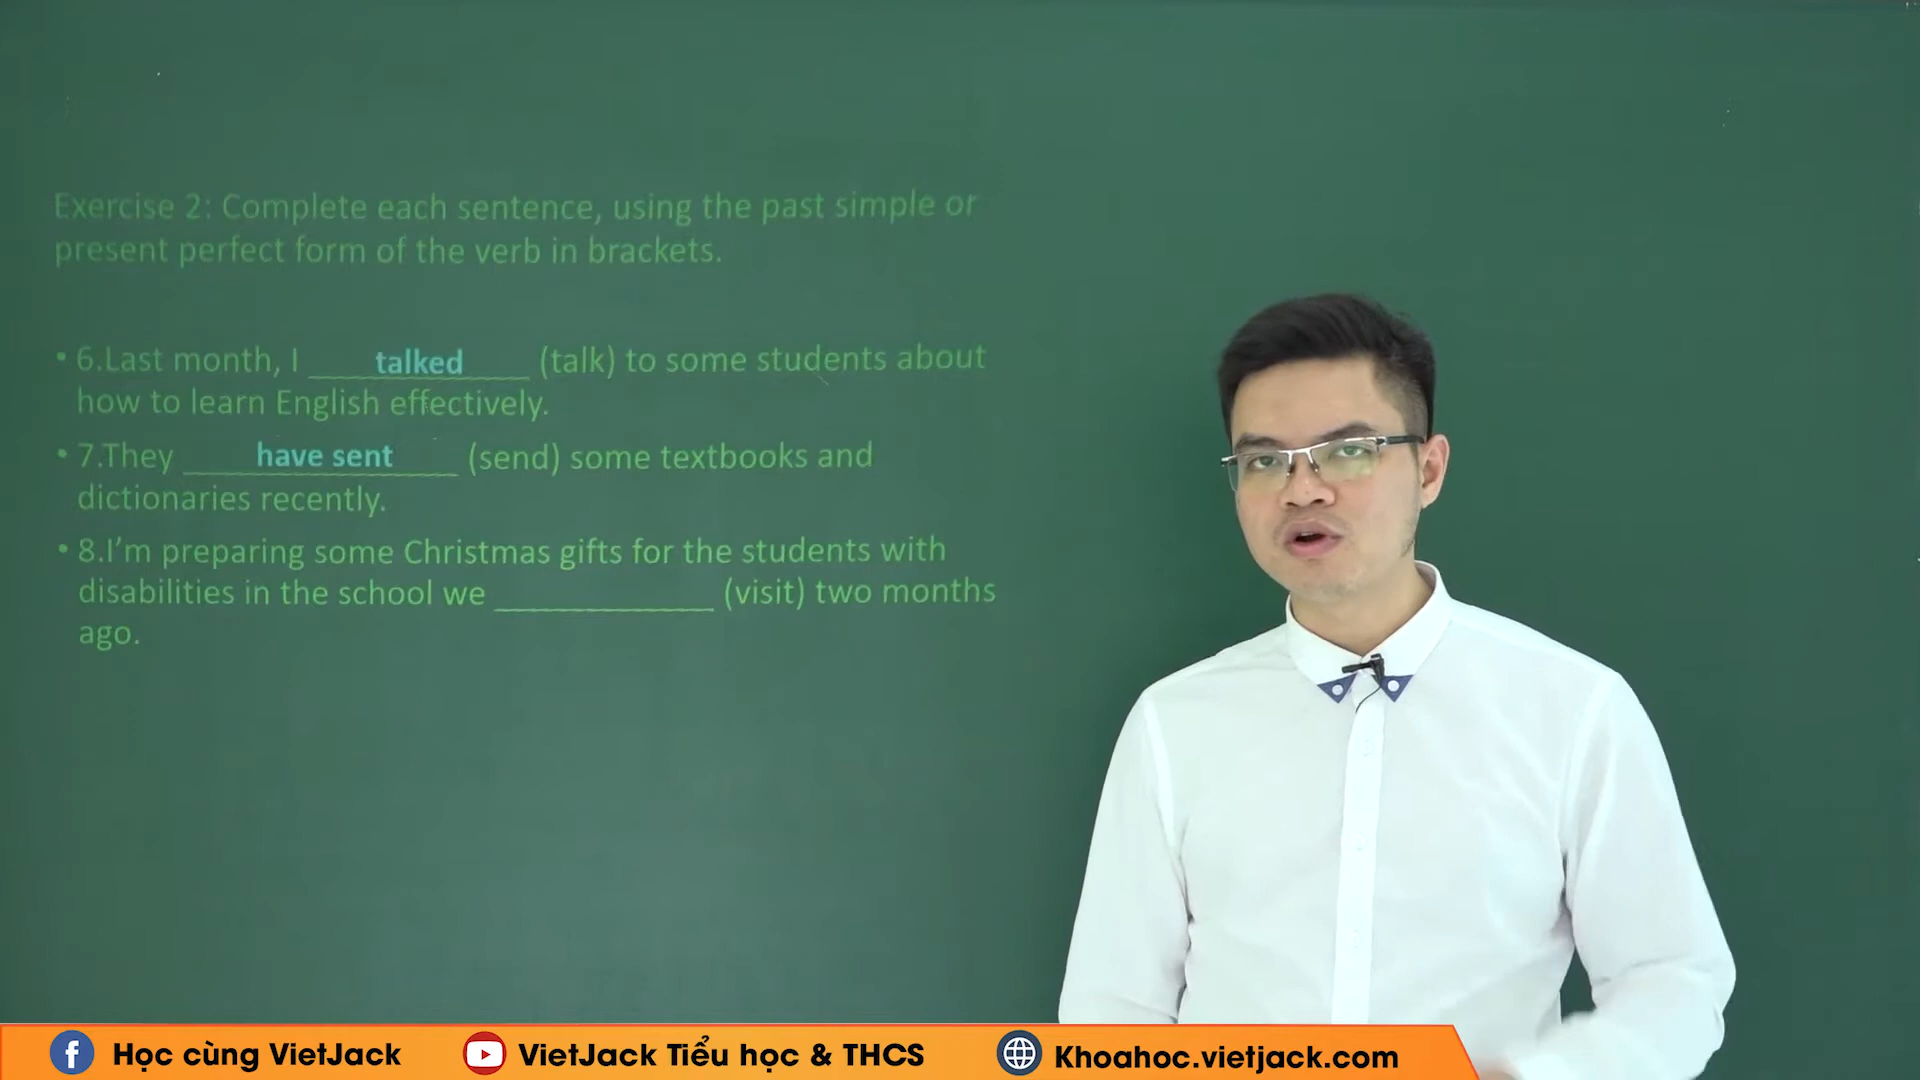 Exercise 2: Complete each sentence, using the past simple or
present perfect form of the verb in brackets.
• 6.Last month, I ____talked____ (talk) to some students about
how to learn English effectively.
• 7.They ____have sent____ (send) some textbooks and
dictionaries recently.
• 8.I’m preparing some Christmas gifts for the students with
disabilities in the school we ____________ (visit) two months
ago.
Học cùng VietJack
VietJack Tiểu học & THCS
Khoahoc.vietjack.com